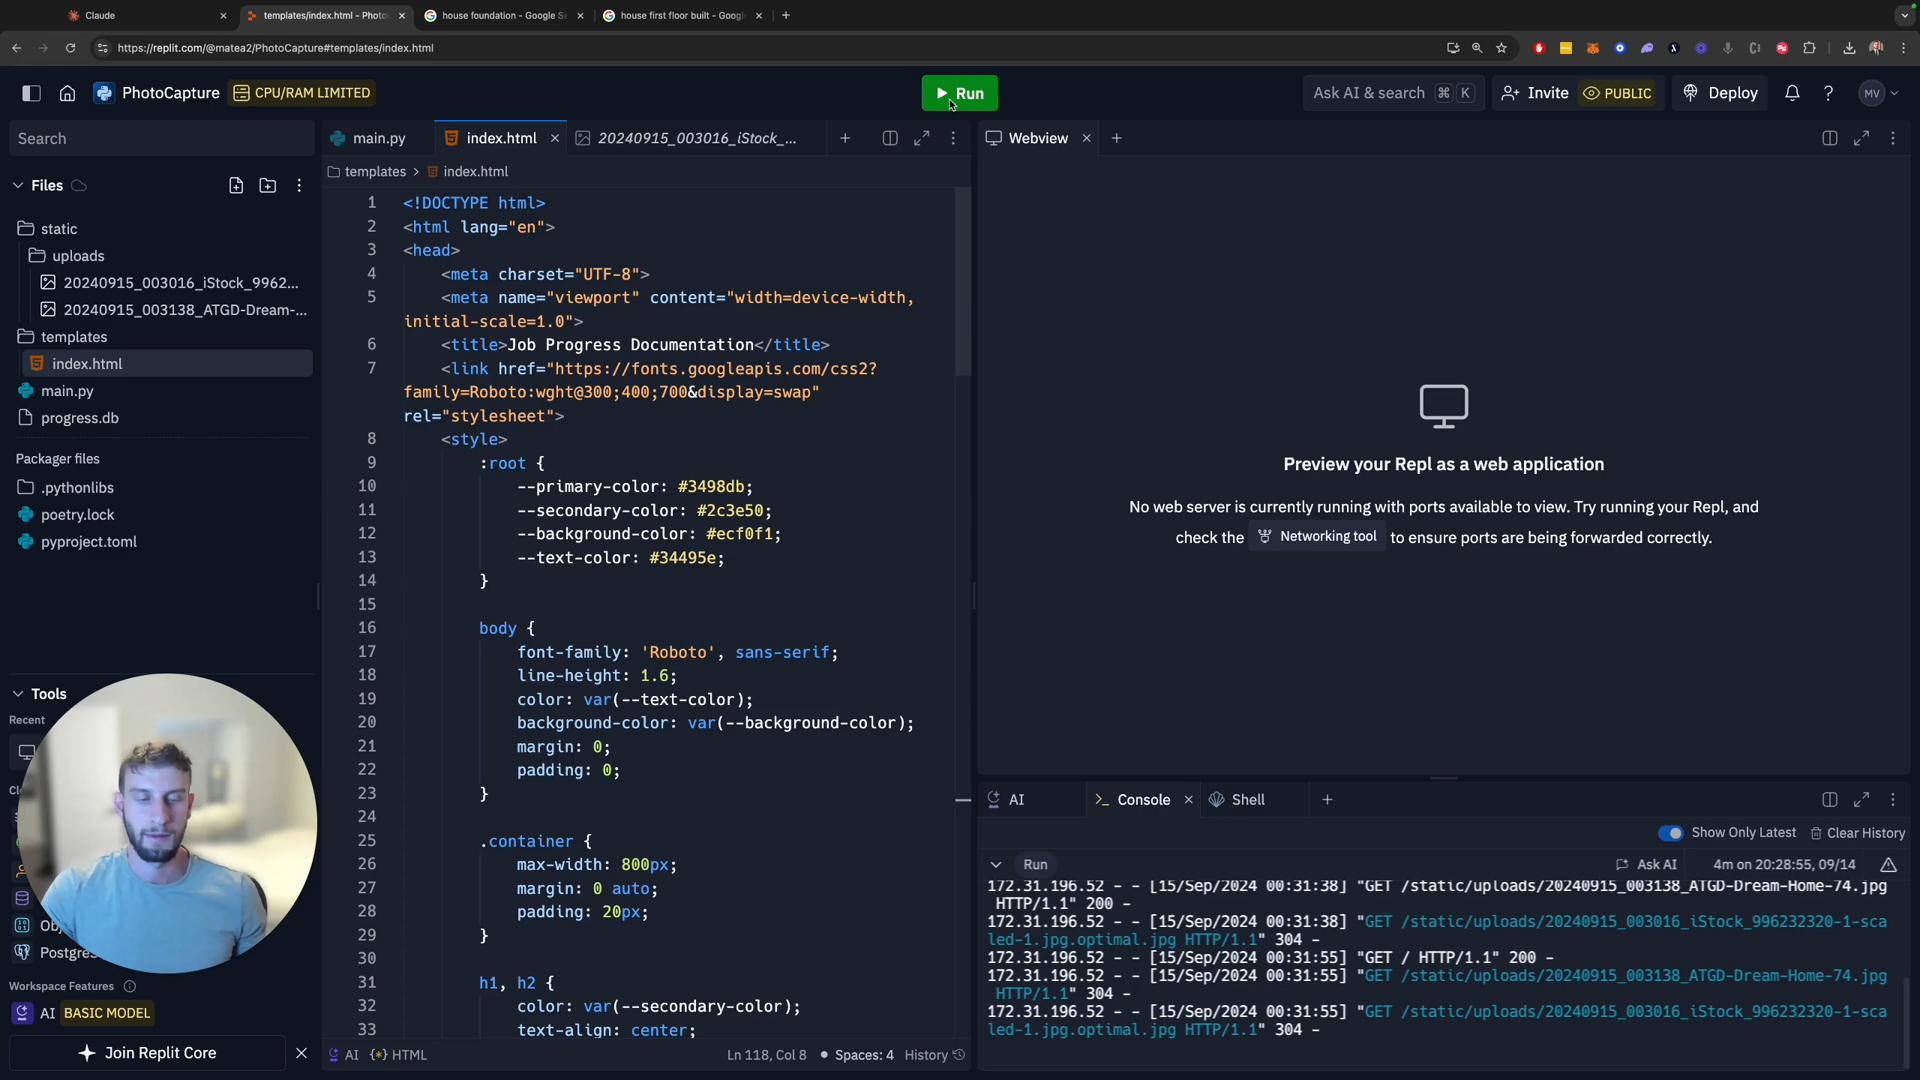 Claude
templates/index.html - Photo
house foundation - Google Se
house first floor built - Googl
https://replit.com/@matea2/PhotoCapture#templates/index.html
PhotoCapture
CPU/RAM LIMITED
Run
Ask AI & search ⌘ K
Invite
PUBLIC
Deploy
MV
Search
main.py
index.html
20240915_003016_iStock_...
Webview
templates > index.html
Files
static
uploads
20240915_003016_iStock_9962...
20240915_003138_ATGD-Dream-...
templates
index.html
main.py
progress.db
Packager files
.pythonlibs
poetry.lock
pyproject.toml
Tools
Recent
Postgre
Workspace Features
AI BASIC MODEL
Join Replit Core
1 <!DOCTYPE html>
2 <html lang="en">
3 <head>
4 <meta charset="UTF-8">
5 <meta name="viewport" content="width=device-width,
initial-scale=1.0">
6 <title>Job Progress Documentation</title>
7 <link href="https://fonts.googleapis.com/css2?
family=Roboto:wght@300;400;700&display=swap"
rel="stylesheet">
8 <style>
9 :root {
10 --primary-color: #3498db;
11 --secondary-color: #2c3e50;
12 --background-color: #ecf0f1;
13 --text-color: #34495e;
14 }
15
16 body {
17 font-family: 'Roboto', sans-serif;
18 line-height: 1.6;
19 color: var(--text-color);
20 background-color: var(--background-color);
21 margin: 0;
22 padding: 0;
23 }
24
25 .container {
26 max-width: 800px;
27 margin: 0 auto;
28 padding: 20px;
29 }
30
31 h1, h2 {
32 color: var(--secondary-color);
33 text-align: center;
AI {*} HTML
Ln 118, Col 8
Spaces: 4
History
Preview your Repl as a web application
No web server is currently running with ports available to view. Try running your Repl, and
check the Networking tool to ensure ports are being forwarded correctly.
AI
Console
Shell
Show Only Latest
Clear History
Run
Ask AI
4m on 20:28:55, 09/14
172.31.196.52 - - [15/Sep/2024 00:31:38] "GET /static/uploads/20240915_003138_ATGD-Dream-Home-74.jpg
HTTP/1.1" 200 -
172.31.196.52 - - [15/Sep/2024 00:31:38] "GET /static/uploads/20240915_003016_iStock_996232320-1-sca
led-1.jpg.optimal.jpg HTTP/1.1" 304 -
172.31.196.52 - - [15/Sep/2024 00:31:55] "GET / HTTP/1.1" 200 -
172.31.196.52 - - [15/Sep/2024 00:31:55] "GET /static/uploads/20240915_003138_ATGD-Dream-Home-74.jpg
HTTP/1.1" 304 -
172.31.196.52 - - [15/Sep/2024 00:31:55] "GET /static/uploads/20240915_003016_iStock_996232320-1-sca
led-1.jpg.optimal.jpg HTTP/1.1" 304 -